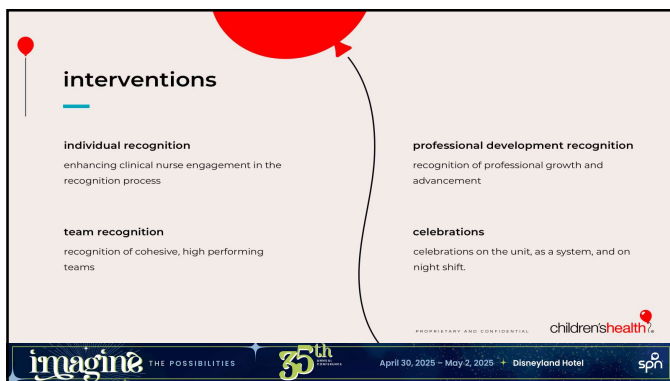 interventions
individual recognition
enhancing clinical nurse engagement in the
recognition process
team recognition
recognition of cohesive, high performing
teams
professional development recognition
recognition of professional growth and
advancement
celebrations
celebrations on the unit, as a system, and on
night shift.
PROPRIETARY AND CONFIDENTIAL
children'shealth
imagine THE POSSIBILITIES
35th
ANNUAL
CONFERENCE
April 30, 2025 – May 2, 2025 + Disneyland Hotel
spn